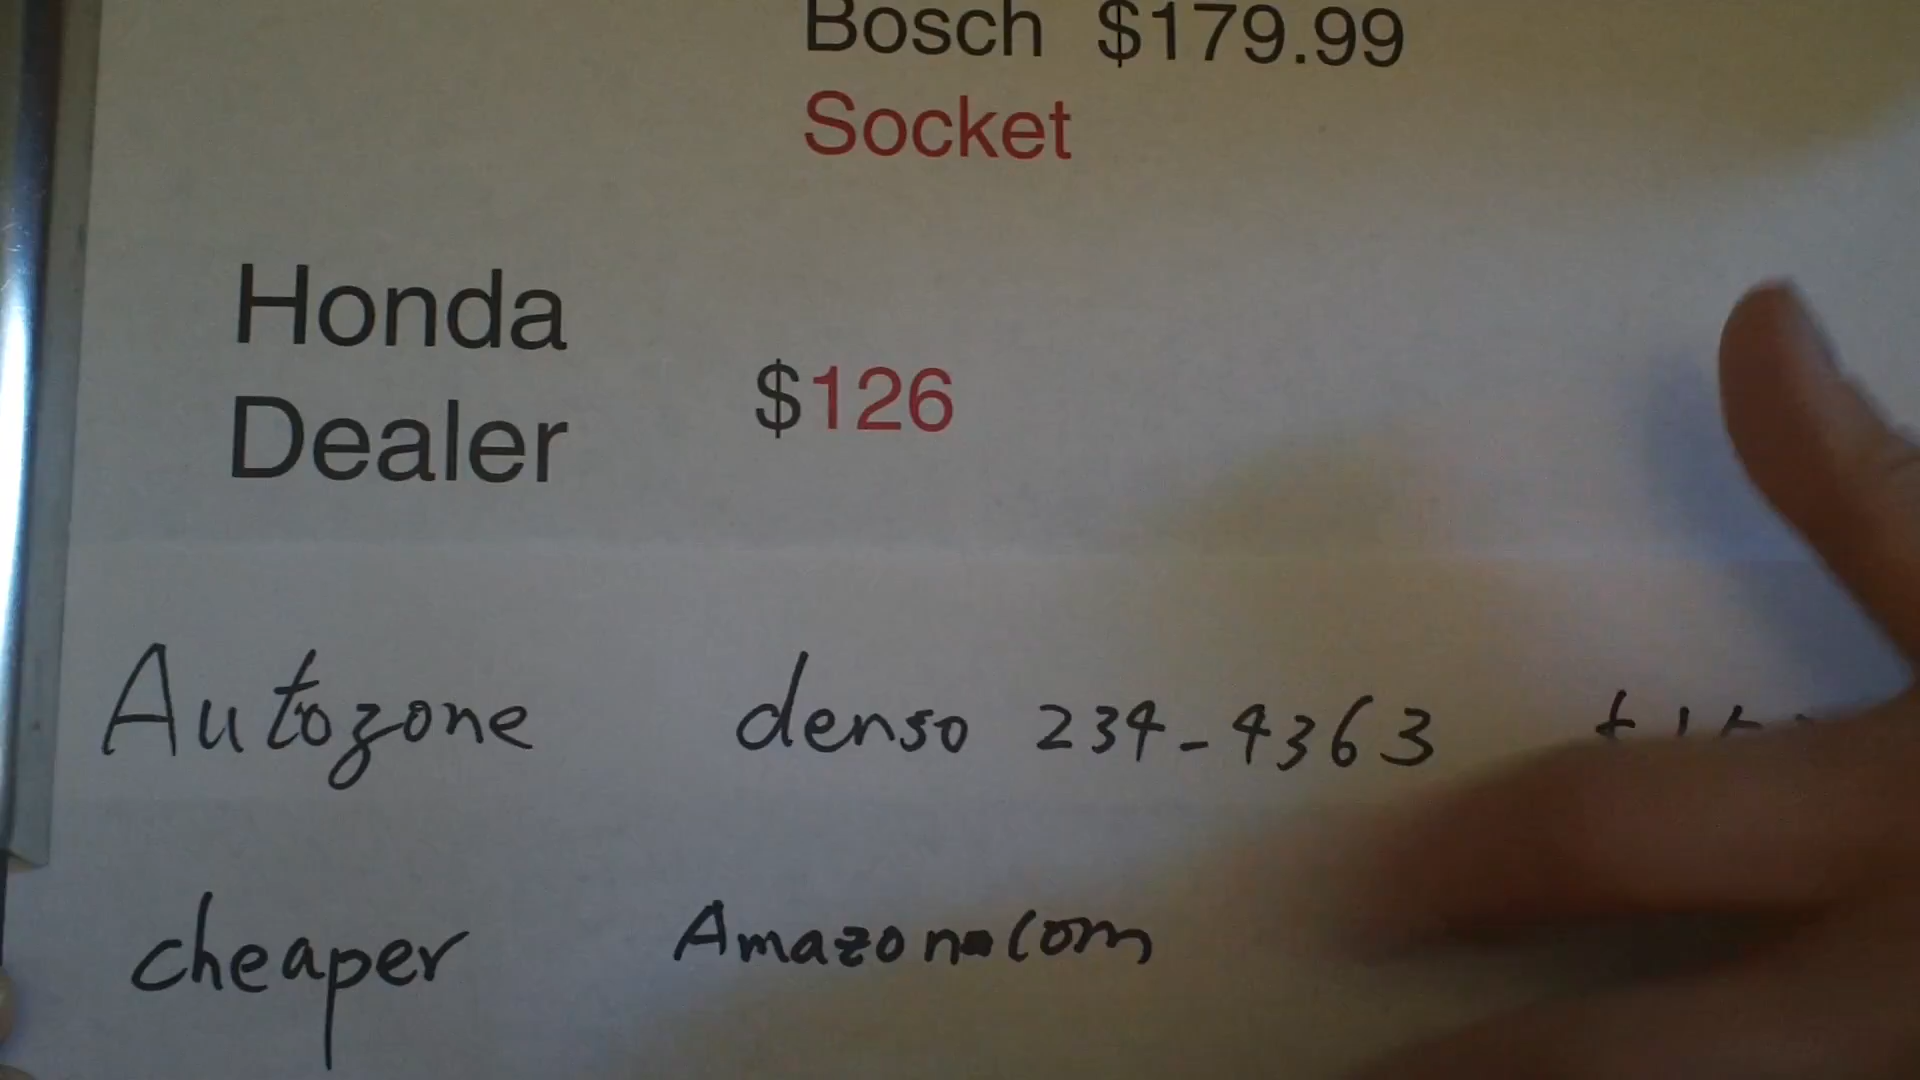 Bosch $179.99
Socket
Honda
Dealer
$126
Autozone denso 234-4363
cheaper Amazon.com